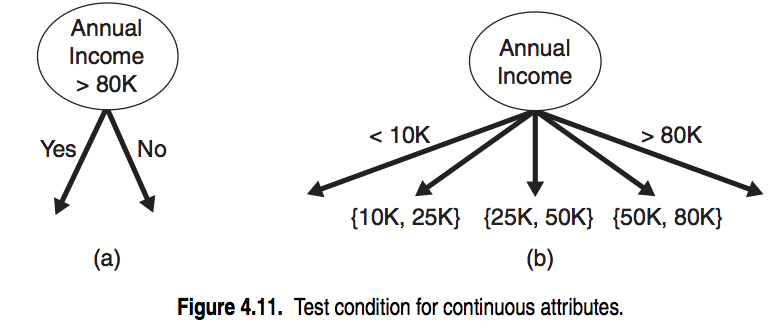 Annual
Income
> 80K
Yes
No
(a)
Annual
Income
< 10K
> 80K
{10K, 25K} {25K, 50K} {50K, 80K}
(b)
Figure 4.11. Test condition for continuous attributes.